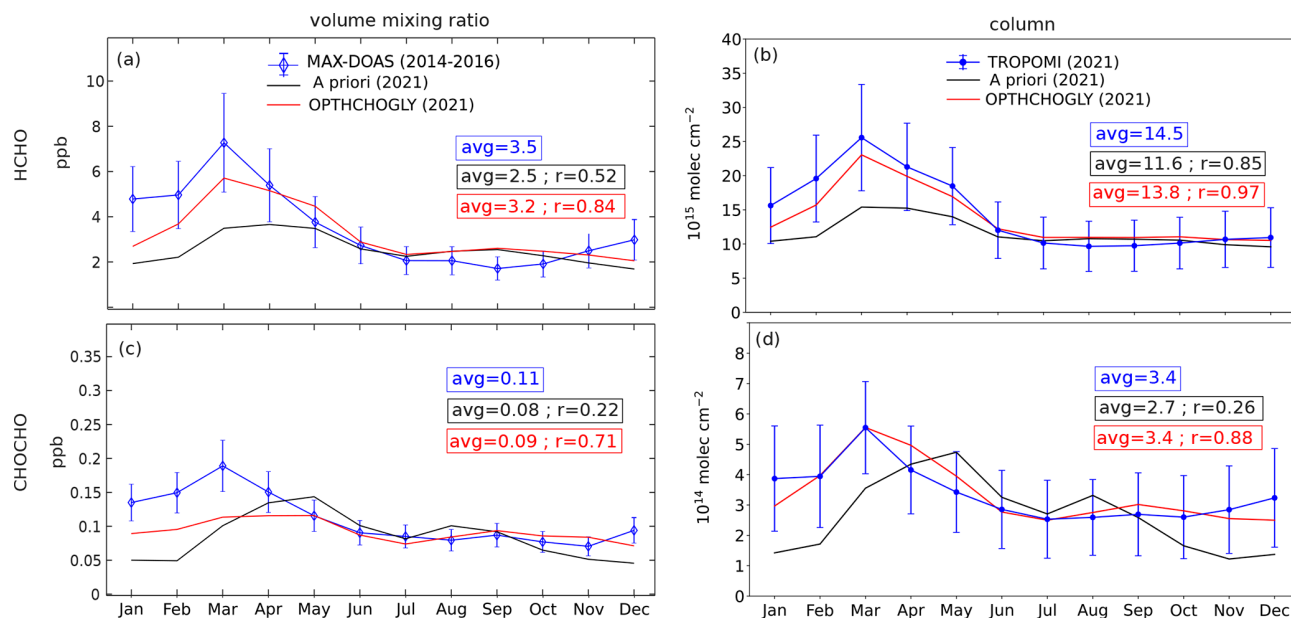 volume mixing ratio
column
HCHO
ppb
(a)
MAX-DOAS (2014-2016)
A priori (2021)
OPTHCHOGLY (2021)
avg=3.5
avg=2.5 ; r=0.52
avg=3.2 ; r=0.84
10
8
6
4
2
10¹⁵ molec cm⁻²
(b)
TROPOMI (2021)
A priori (2021)
OPTHCHOGLY (2021)
avg=14.5
avg=11.6 ; r=0.85
avg=13.8 ; r=0.97
40
35
30
25
20
15
10
5
0
CHOCHO
ppb
(c)
avg=0.11
avg=0.08 ; r=0.22
avg=0.09 ; r=0.71
0.35
0.3
0.25
0.2
0.15
0.1
0.05
0
Jan Feb Mar Apr May Jun Jul Aug Sep Oct Nov Dec
10¹⁴ molec cm⁻²
(d)
avg=3.4
avg=2.7 ; r=0.26
avg=3.4 ; r=0.88
8
7
6
5
4
3
2
1
0
Jan Feb Mar Apr May Jun Jul Aug Sep Oct Nov Dec